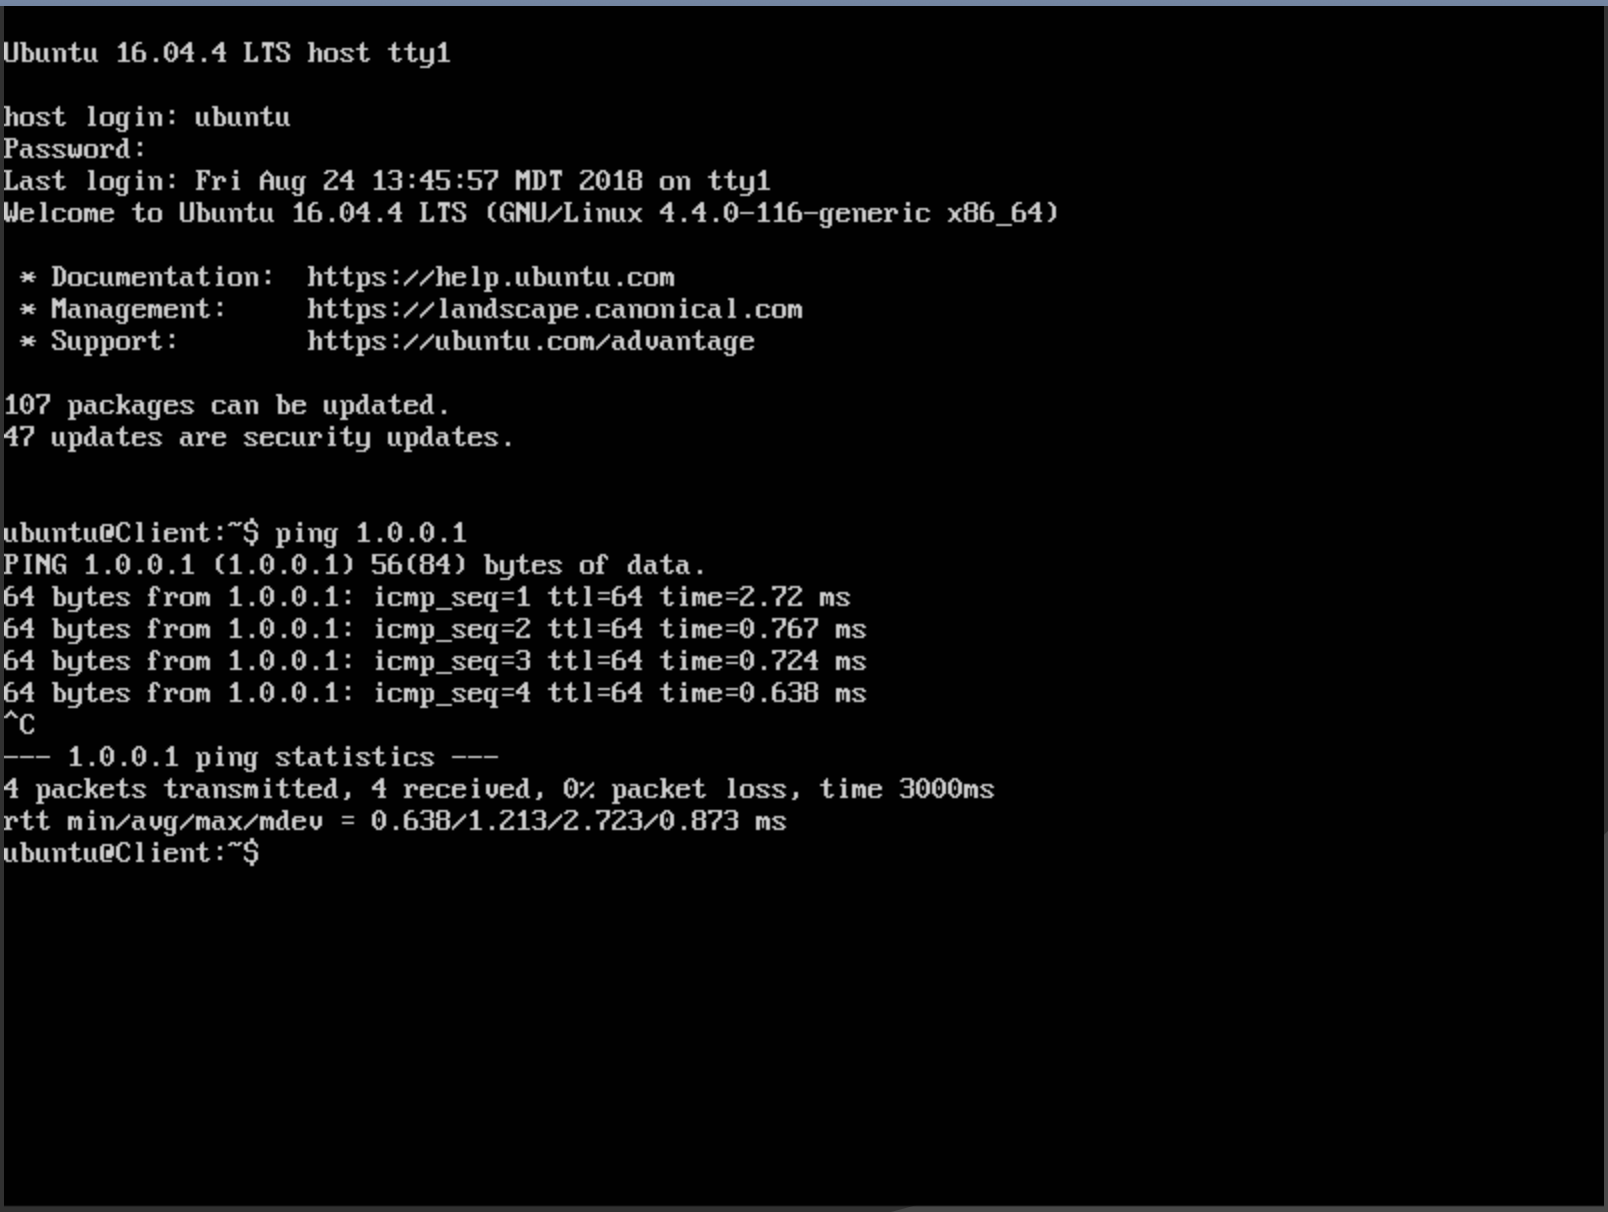 Ubuntu 16.04.4 LTS host tty1
host login: ubuntu
Password:
Last login: Fri Aug 24 13:45:57 MDT 2018 on tty1
Welcome to Ubuntu 16.04.4 LTS (GNU/Linux 4.4.0-116-generic x86_64)
* Documentation:  https://help.ubuntu.com
* Management:     https://landscape.canonical.com
* Support:        https://ubuntu.com/advantage
107 packages can be updated.
47 updates are security updates.
ubuntu@Client:~$ ping 1.0.0.1
PING 1.0.0.1 (1.0.0.1) 56(84) bytes of data.
64 bytes from 1.0.0.1: icmp_seq=1 ttl=64 time=2.72 ms
64 bytes from 1.0.0.1: icmp_seq=2 ttl=64 time=0.767 ms
64 bytes from 1.0.0.1: icmp_seq=3 ttl=64 time=0.724 ms
64 bytes from 1.0.0.1: icmp_seq=4 ttl=64 time=0.638 ms
^C
--- 1.0.0.1 ping statistics ---
4 packets transmitted, 4 received, 0% packet loss, time 3000ms
rtt min/avg/max/mdev = 0.638/1.213/2.723/0.873 ms
ubuntu@Client:~$